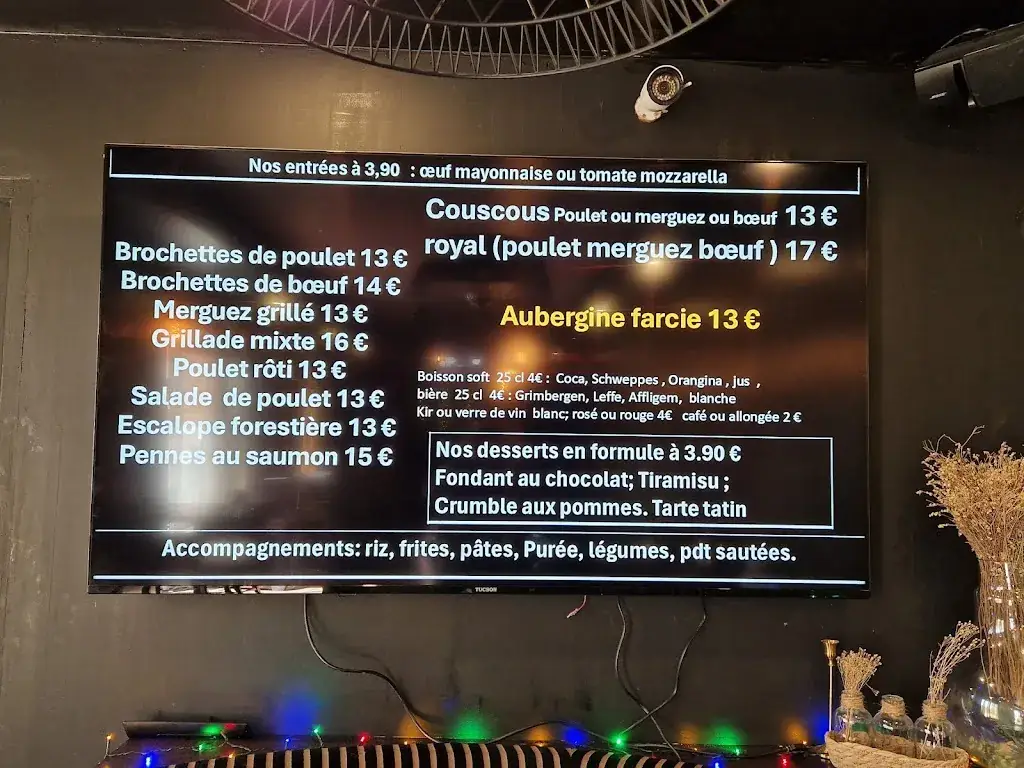 Nos entrées à 3,90 : œuf mayonnaise ou tomate mozzarella
Brochettes de poulet 13 €
Brochettes de bœuf 14 €
Merguez grillé 13 €
Grillade mixte 16 €
Poulet rôti 13 €
Salade de poulet 13 €
Escalope forestière 13 €
Pennes au saumon 15 €
Couscous Poulet ou merguez ou bœuf 13 €
royal (poulet merguez bœuf ) 17 €
Aubergine farcie 13 €
Boisson soft 25 cl 4€ : Coca, Schweppes , Orangina , jus ,
bière 25 cl 4€ : Grimbergen, Leffe, Affligem, blanche
Kir ou verre de vin blanc; rosé ou rouge 4€ café ou allongée 2 €
Nos desserts en formule à 3.90 €
Fondant au chocolat; Tiramisu ;
Crumble aux pommes. Tarte tatin
Accompagnements: riz, frites, pâtes, Purée, légumes, pdt sautées.
TUCSON